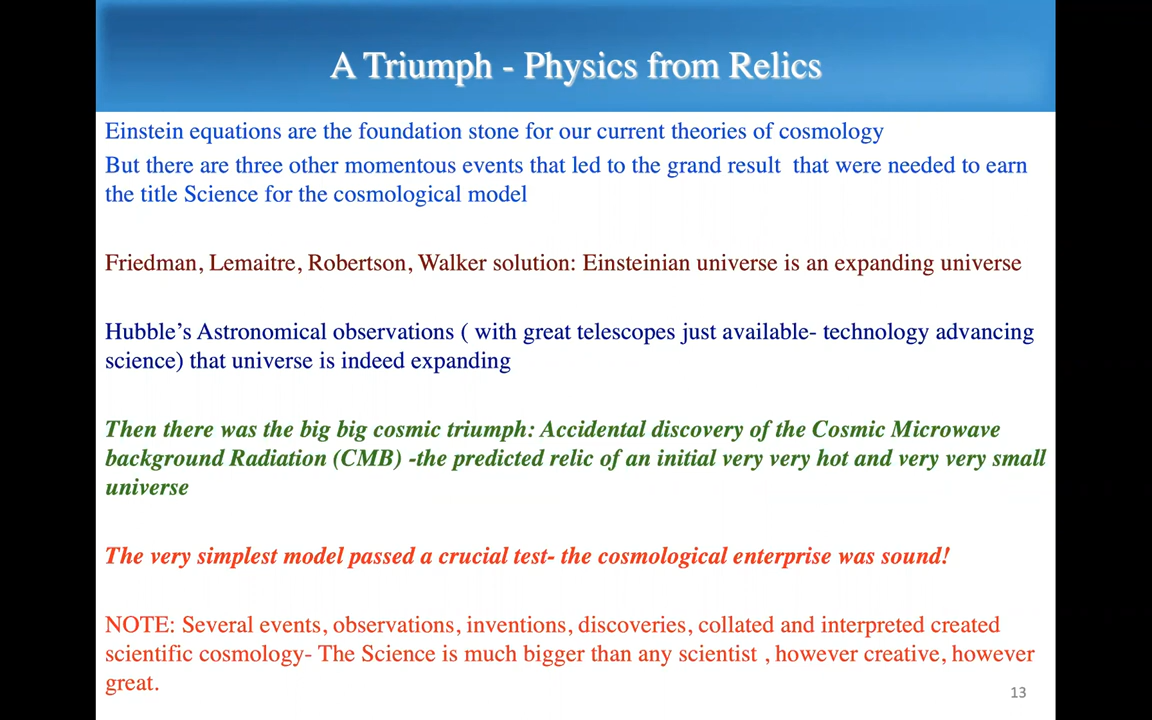 A Triumph - Physics from Relics
Einstein equations are the foundation stone for our current theories of cosmology
But there are three other momentous events that led to the grand result that were needed to earn
the title Science for the cosmological model
Friedman, Lemaitre, Robertson, Walker solution: Einsteinian universe is an expanding universe
Hubble's Astronomical observations ( with great telescopes just available- technology advancing
science) that universe is indeed expanding
Then there was the big big cosmic triumph: Accidental discovery of the Cosmic Microwave
background Radiation (CMB) -the predicted relic of an initial very very hot and very very small
universe
The very simplest model passed a crucial test- the cosmological enterprise was sound!
NOTE: Several events, observations, inventions, discoveries, collated and interpreted created
scientific cosmology- The Science is much bigger than any scientist , however creative, however
great.
13